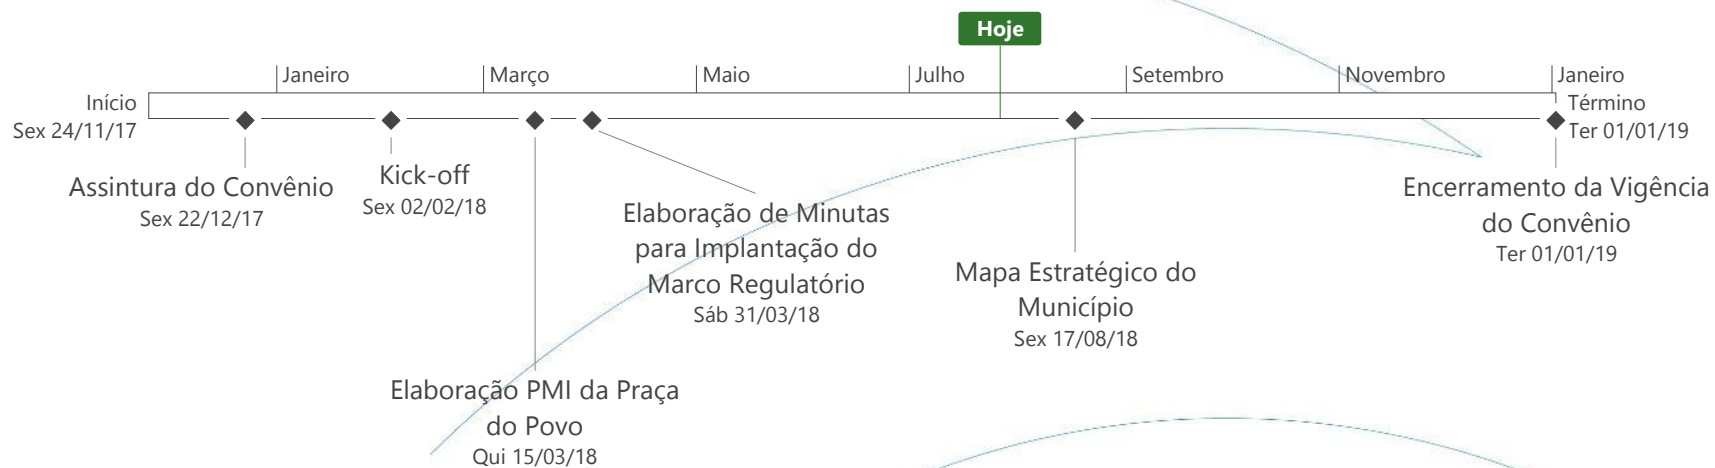 Hoje
Janeiro
Março
Maio
Julho
Setembro
Novembro
Janeiro
Início
Sex 24/11/17
Término
Ter 01/01/19
Assintura do Convênio
Sex 22/12/17
Kick-off
Sex 02/02/18
Elaboração PMI da Praça
do Povo
Qui 15/03/18
Elaboração de Minutas
para Implantação do
Marco Regulatório
Sáb 31/03/18
Mapa Estratégico do
Município
Sex 17/08/18
Encerramento da Vigência
do Convênio
Ter 01/01/19